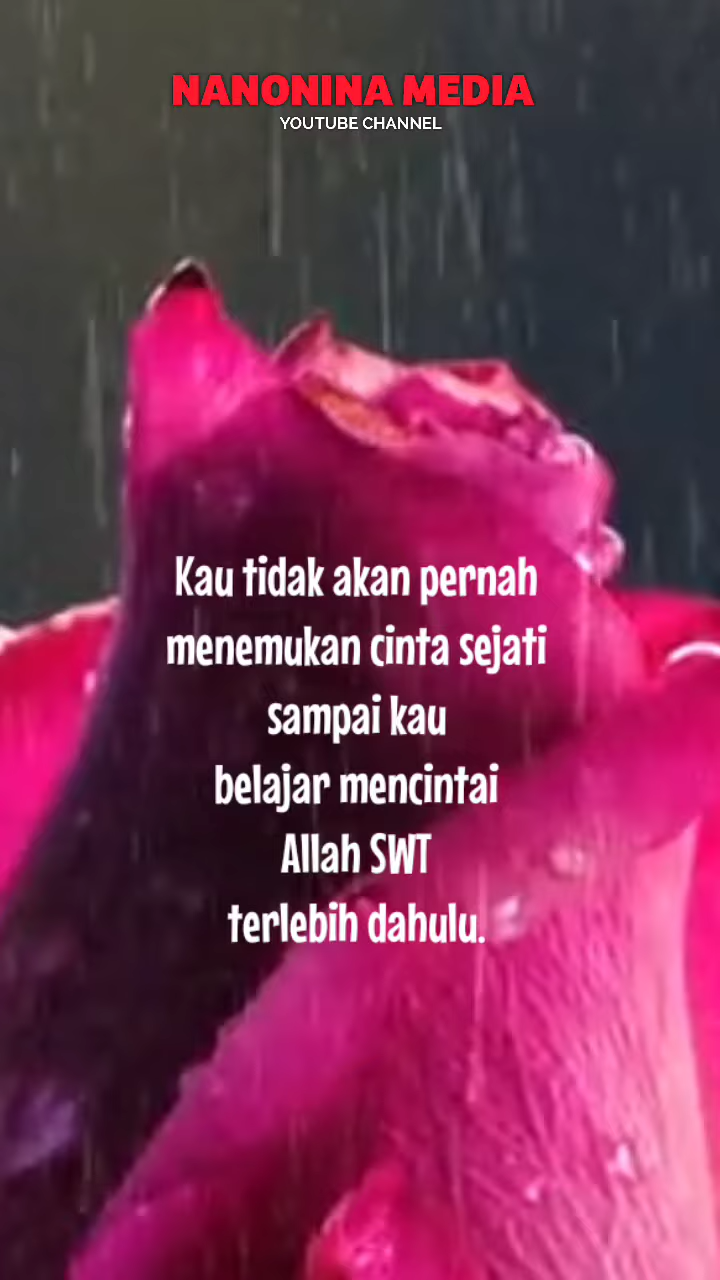 NANONINA MEDIA
YOUTUBE CHANNEL
Kau tidak akan pernah
menemukan cinta sejati
sampai kau
belajar mencintai
Allah SWT
terlebih dahulu.